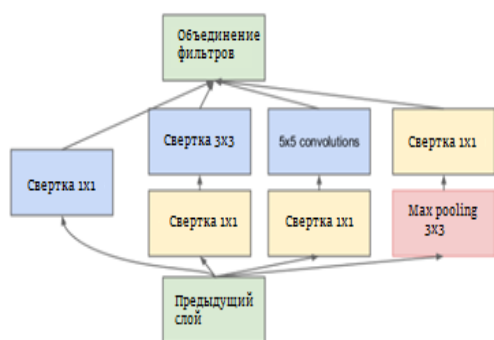 Объединение
фильтров
Свертка 3х3
5x5 convolutions
Свертка 1х1
Свертка 1х1
Свертка 1х1
Свертка 1х1
Max pooling
3х3
Предыдущий
слой